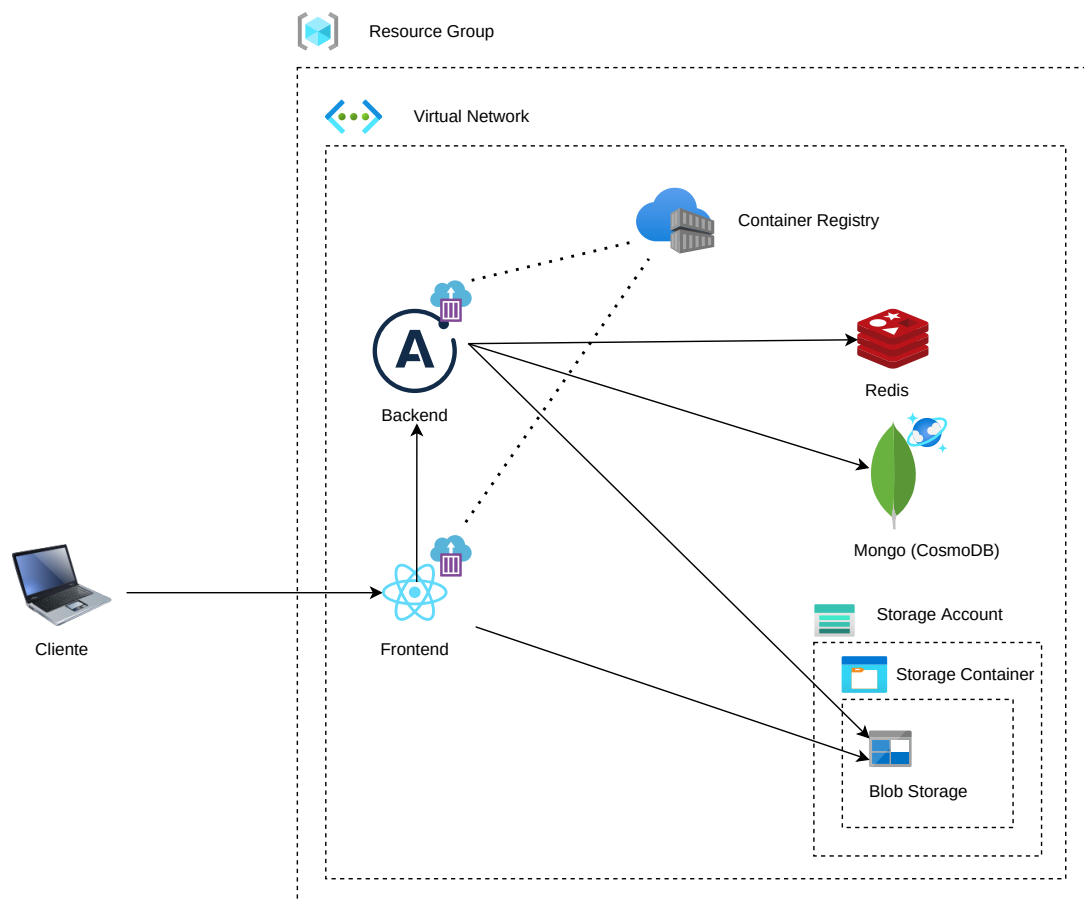 Resource Group
Virtual Network
Container Registry
A
Backend
Redis
Mongo (CosmoDB)
Cliente
Frontend
Storage Account
Storage Container
Blob Storage